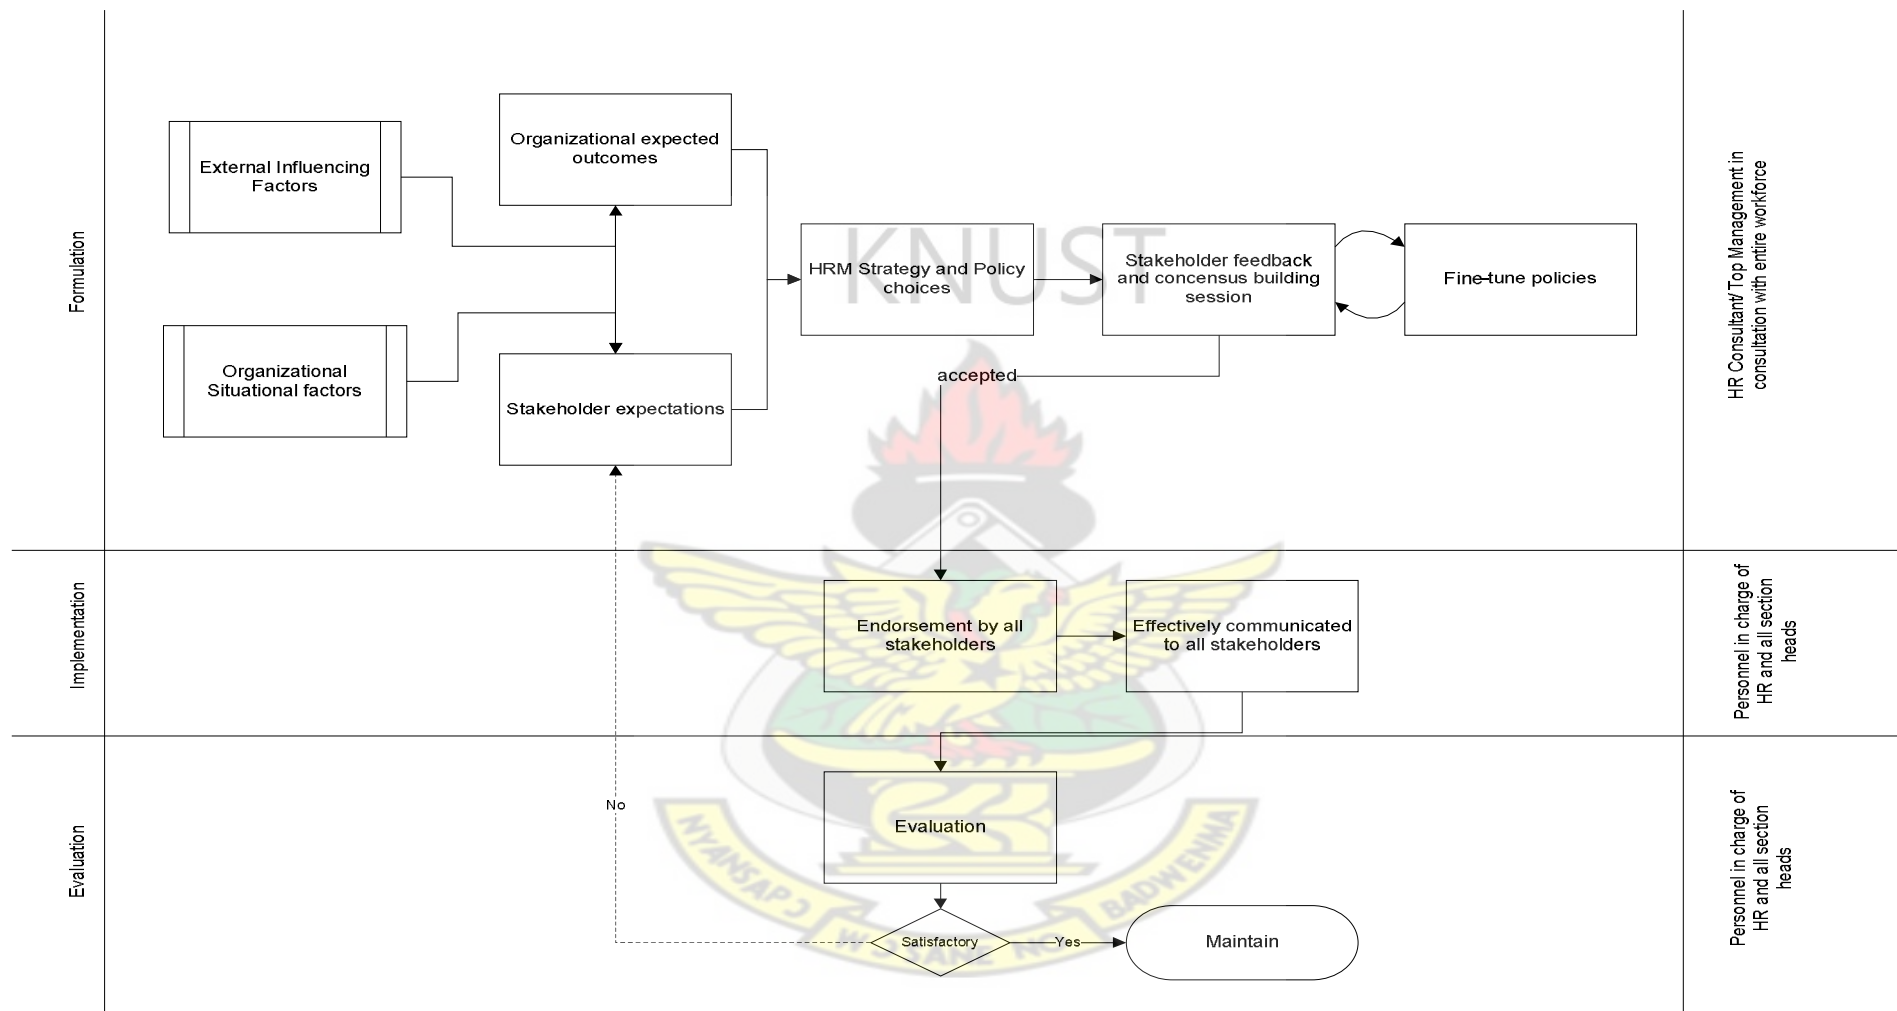 Formulation
External Influencing
Factors
Organizational
Situational factors
Organizational expected
outcomes
Stakeholder expectations
HRM Strategy and Policy
choices
Stakeholder feedback
and concensus building
session
Fine-tune policies
accepted
HR Consultant/ Top Management in
consultation with entire workforce
KNUST
Implementation
Endorsement by all
stakeholders
Effectively communicated
to all stakeholders
Personnel in charge of
HR and all section
heads
Evaluation
No
Evaluation
Satisfactory
Yes
Maintain
Personnel in charge of
HR and all section
heads
NYANSAPƆ
WƆSANE NO
BADWENMA